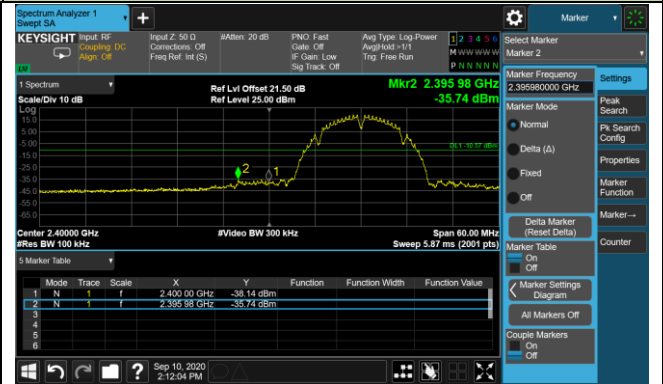 Spectrum Analyzer 1
Swept SA
Marker
KEYSIGHT
Input: RF
Coupling: DC
Align: Off
Input Z: 50 Ω
Corrections: Off
Freq Ref: Int (S)
#Atten: 20 dB
PNO: Fast
Gate: Off
IF Gain: Low
Sig Track: Off
Avg Type: Log-Power
Avg|Hold:>1/1
Trig: Free Run
1 2 3 4 5 6
M W W W W W
P N N N N N
Select Marker
Marker 2
1 Spectrum
Scale/Div 10 dB
Log
Ref Lvl Offset 21.50 dB
Ref Level 25.00 dBm
Mkr2 2.395 98 GHz
-35.74 dBm
15.0
5.00
-5.00
-15.0
-25.0
-35.0
-45.0
-55.0
-65.0
DL1 -10.57 dBm
2
1
Center 2.40000 GHz
#Res BW 100 kHz
#Video BW 300 kHz
Span 60.00 MHz
Sweep 5.87 ms (2001 pts)
5 Marker Table
Mode Trace Scale X Y Function Function Width Function Value
1 N 1 f 2.400 00 GHz -38.14 dBm
2 N 1 f 2.395 98 GHz -35.74 dBm
3
4
5
6
Marker Frequency
2.395980000 GHz
Marker Mode
Normal
Delta (Δ)
Fixed
Off
Delta Marker
(Reset Delta)
Marker Table
On
Off
Marker Settings
Diagram
All Markers Off
Couple Markers
On
Off
Settings
Peak
Search
Pk Search
Config
Properties
Marker
Function
Marker→
Counter
?
Sep 10, 2020
2:12:04 PM